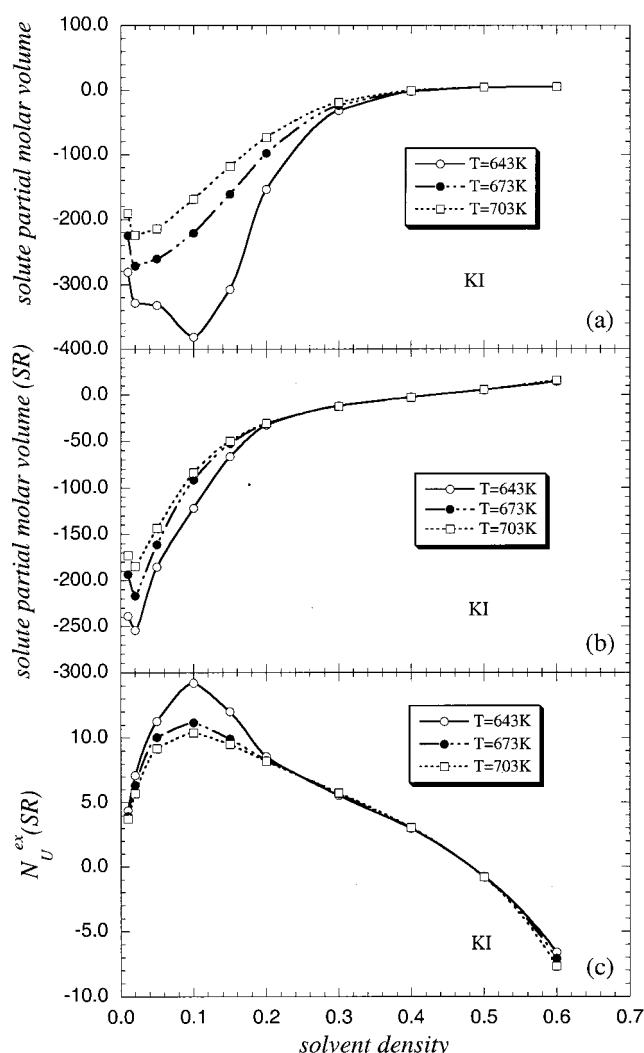 solute partial molar volume
100.0
0.0
-100.0
-200.0
-300.0
-400.0
T=643K
T=673K
T=703K
KI
(a)
solute partial molar volume (SR)
0.0
-50.0
-100.0
-150.0
-200.0
-250.0
-300.0
T=643K
T=673K
T=703K
KI
(b)
N_U^ex(SR)
10.0
5.0
0.0
-5.0
-10.0
T=643K
T=673K
T=703K
KI
(c)
0.0 0.1 0.2 0.3 0.4 0.5 0.6 0.7
solvent density